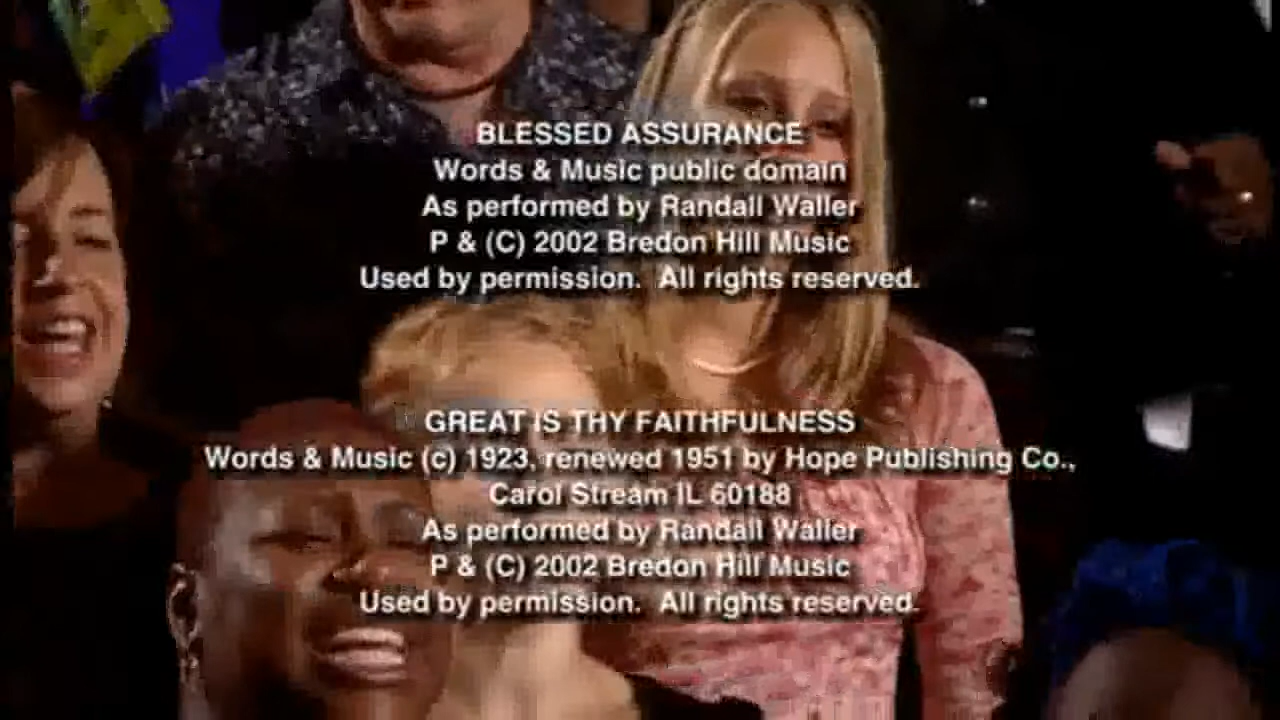 BLESSED ASSURANCE
Words & Music public domain
As performed by Randall Waller
P & (C) 2002 Bredon Hill Music
Used by permission.  All rights reserved.
GREAT IS THY FAITHFULNESS
Words & Music (c) 1923, renewed 1951 by Hope Publishing Co.,
Carol Stream IL 60188
As performed by Randall Waller
P & (C) 2002 Bredon Hill Music
Used by permission.  All rights reserved.